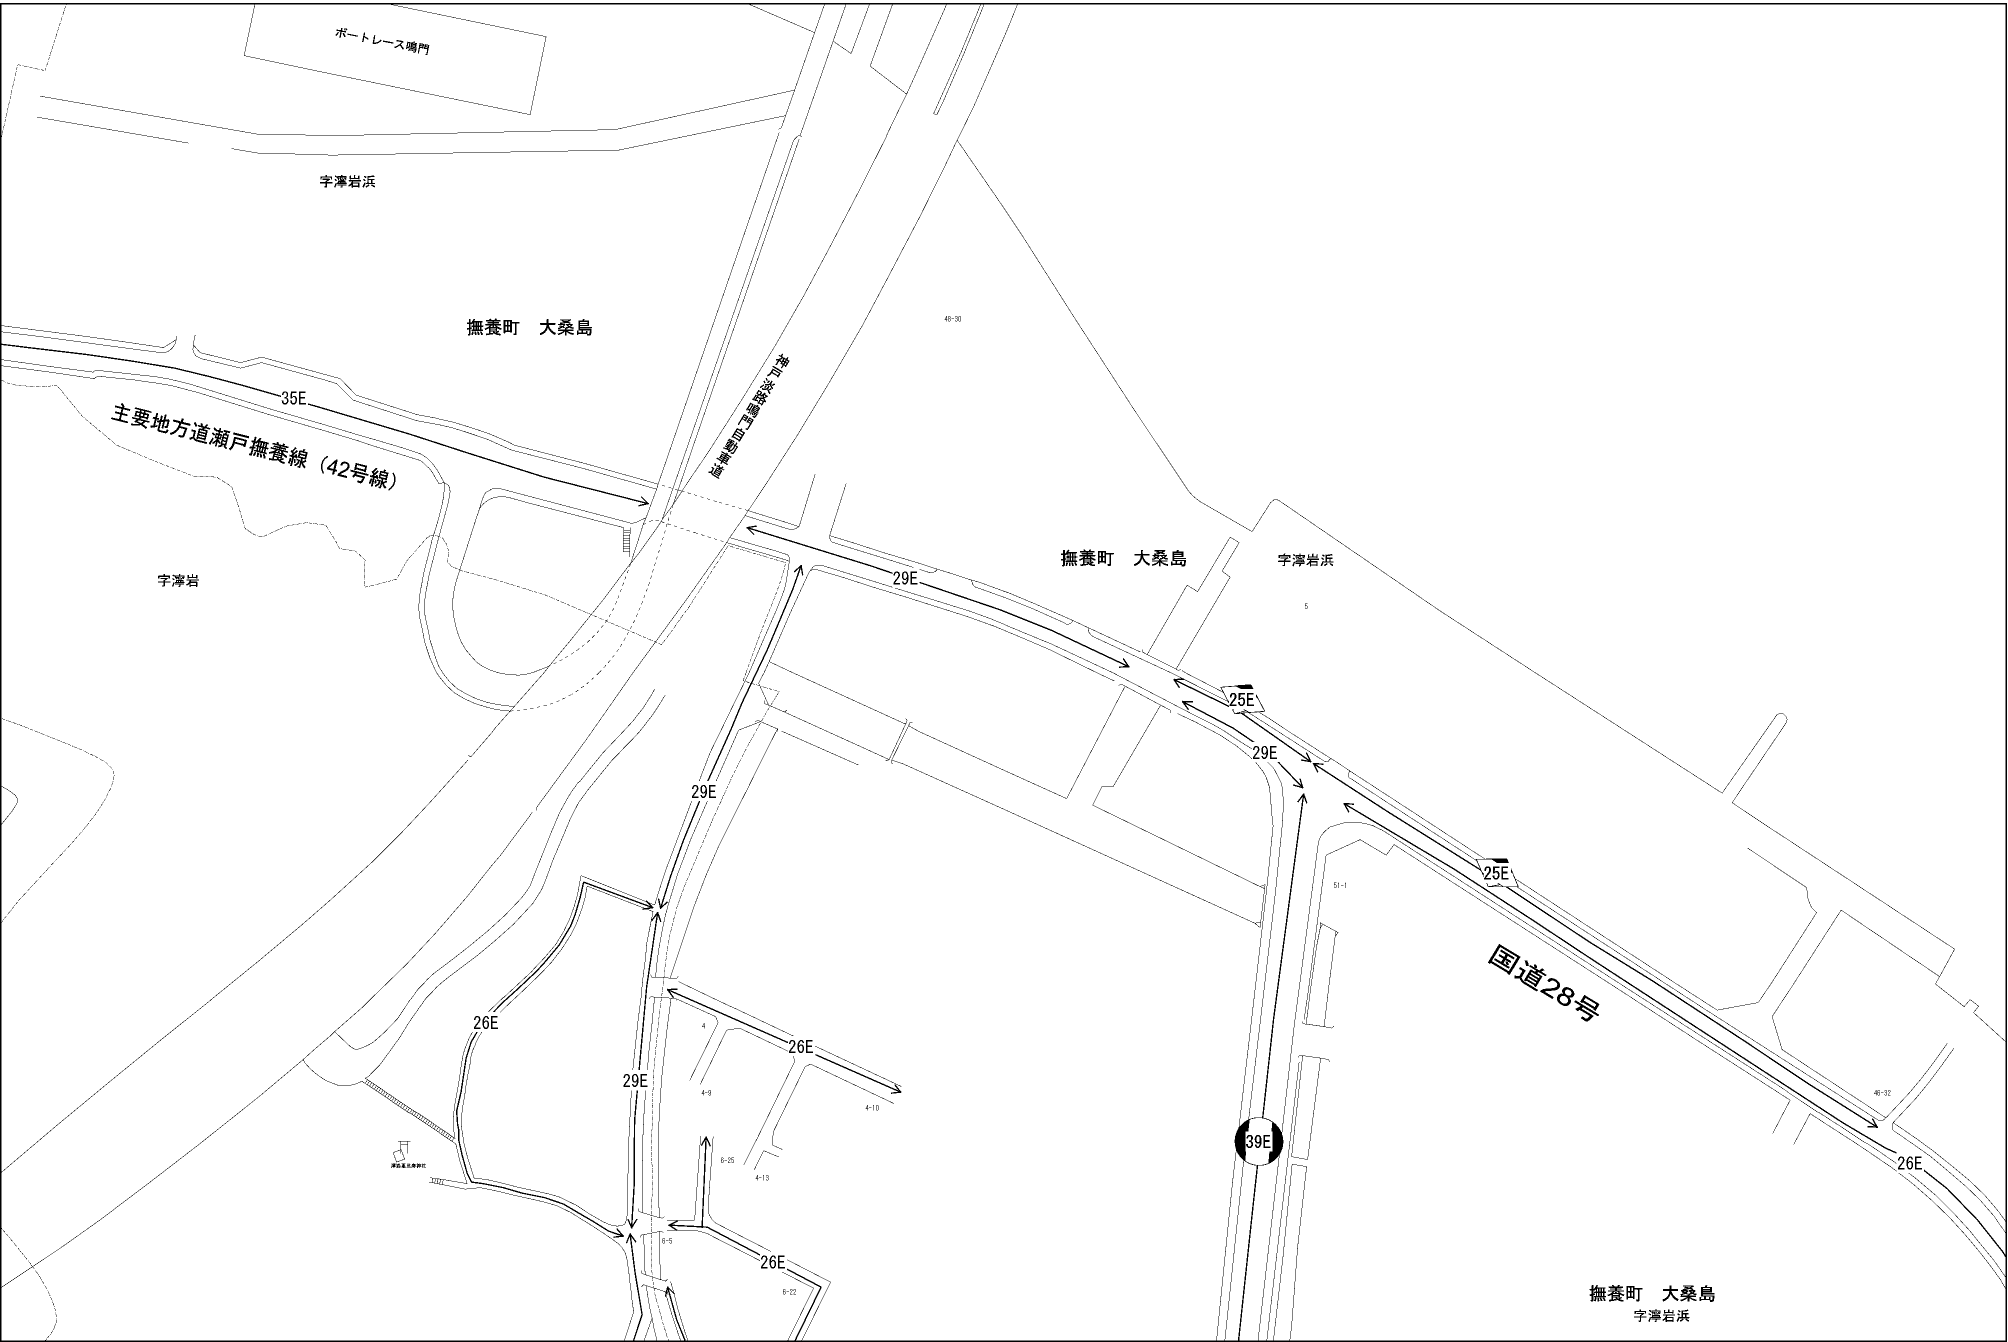 ボートレース鳴門
字濘岩浜
撫養町　大桑島
48-30
神戸淡路鳴門自動車道
35E
主要地方道瀬戸撫養線（42号線）
字濘岩
29E
撫養町　大桑島
字濘岩浜
5
25E
29E
29E
25E
51-1
国道28号
26E
4
26E
29E
4-9
4-10
46-32
39E
26E
6-25
4-13
6-5
26E
6-22
撫養町　大桑島
字濘岩浜